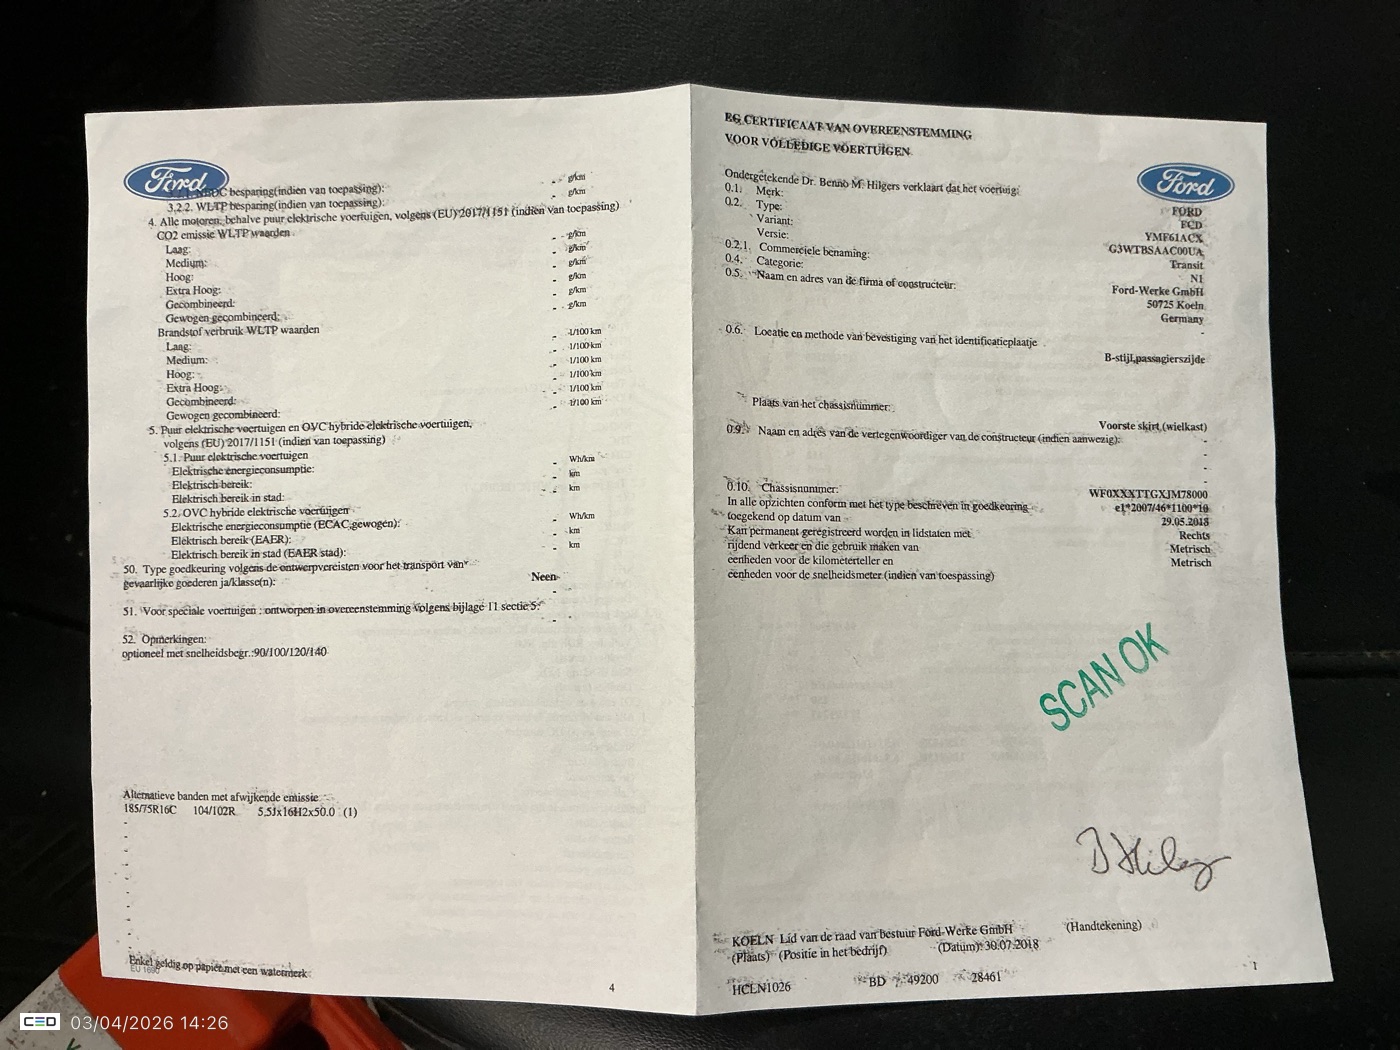 Ford
besparing(indien van toepassing): - g/km
3.2.2. WLTP besparing(indien van toepassing): - g/km
4. Alle motoren, behalve puur elektrische voertuigen, volgens (EU) 2017/1151 (indien van toepassing)
CO2 emissie WLTP waarden
Laag: - g/km
Medium: - g/km
Hoog: - g/km
Extra Hoog: - g/km
Gecombineerd: - g/km
Gewogen gecombineerd: - g/km
Brandstof verbruik WLTP waarden
Laag: - l/100 km
Medium: - l/100 km
Hoog: - l/100 km
Extra Hoog: - l/100 km
Gecombineerd: - l/100 km
Gewogen gecombineerd: - l/100 km
5. Puur elektrische voertuigen en OVC hybride elektrische voertuigen,
volgens (EU) 2017/1151 (indien van toepassing)
5.1. Puur elektrische voertuigen
Elektrische energieconsumptie: - Wh/km
Elektrisch bereik: - km
Elektrisch bereik in stad: - km
5.2. OVC hybride elektrische voertuigen
Elektrische energieconsumptie (ECAC,gewogen): - Wh/km
Elektrisch bereik (EAER): - km
Elektrisch bereik in stad (EAER stad): - km
50. Type goedkeuring volgens de ontwerpvereisten voor het transport van
gevaarlijke goederen ja/klasse(n): Neen
51. Voor speciale voertuigen : ontworpen in overeenstemming volgens bijlage 11 sectie 5:
52. Opmerkingen:
optioneel met snelheidsbegr.:90/100/120/140
Alternatieve banden met afwijkende emissie
185/75R16C 104/102R 5.5Jx16H2x50.0 (1)
Enkel geldig op papier met een watermerk
4
EG CERTIFICAAT VAN OVEREENSTEMMING
VOOR VOLLEDIGE VOERTUIGEN
Ford
Ondergetekende Dr. Benno M. Hilgers verklaart dat het voertuig:
0.1. Merk: FORD
0.2. Type: FCD
Variant: YMF61ACX
Versie: G3WTBSAAC00UA
0.2.1. Commerciele benaming: Transit
0.4. Categorie: N1
0.5. Naam en adres van de firma of constructeur: Ford-Werke GmbH
50725 Koeln
Germany
0.6. Locatie en methode van bevestiging van het identificatieplaatje
B-stijl,passagierszijde
Plaats van het chassisnummer:
Voorste skirt (wielkast)
0.9. Naam en adres van de vertegenwoordiger van de constructeur (indien aanwezig):
0.10. Chassisnummer: WF0XXXTTGXJM78000
In alle opzichten conform met het type beschreven in goedkeuring e1*2007/46*1100*10
toegekend op datum van 29.05.2018
Kan permanent geregistreerd worden in lidstaten met
rijdend verkeer en die gebruik maken van Rechts
eenheden voor de kilometerteller en Metrisch
eenheden voor de snelheidsmeter (indien van toespassing) Metrisch
SCAN OK
KOELN Lid van de raad van bestuur Ford-Werke GmbH (Handtekening)
(Plaats) (Positie in het bedrijf) (Datum): 30.07.2018
HCLN1026 BD 49200 28461
1
CED 03/04/2026 14:26